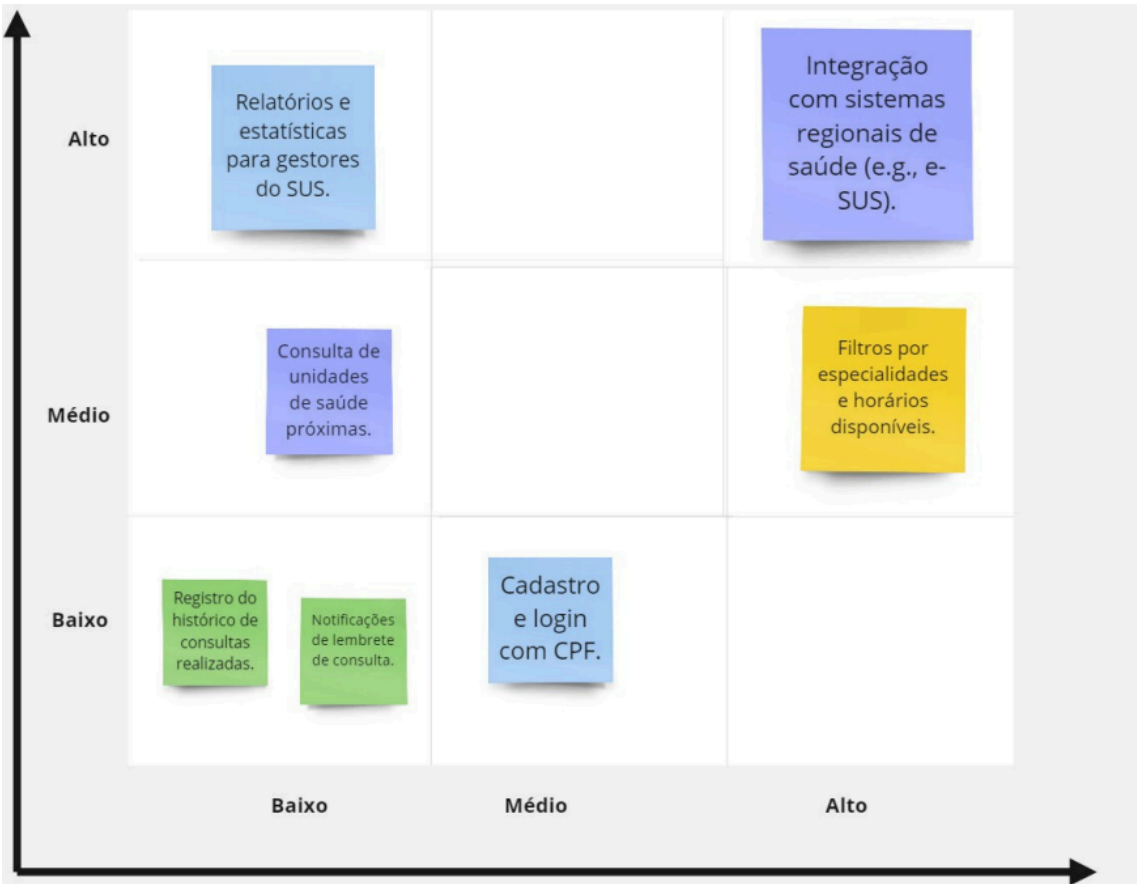 Alto
Relatórios e
estatísticas
para gestores
do SUS.
Integração
com sistemas
regionais de
saúde (e.g., e-
SUS).
Médio
Consulta de
unidades
de saúde
próximas.
Filtros por
especialidades
e horários
disponíveis.
Baixo
Registro do
histórico de
consultas
realizadas.
Notificações
de lembrete
de consulta.
Cadastro
e login
com CPF.
Baixo
Médio
Alto